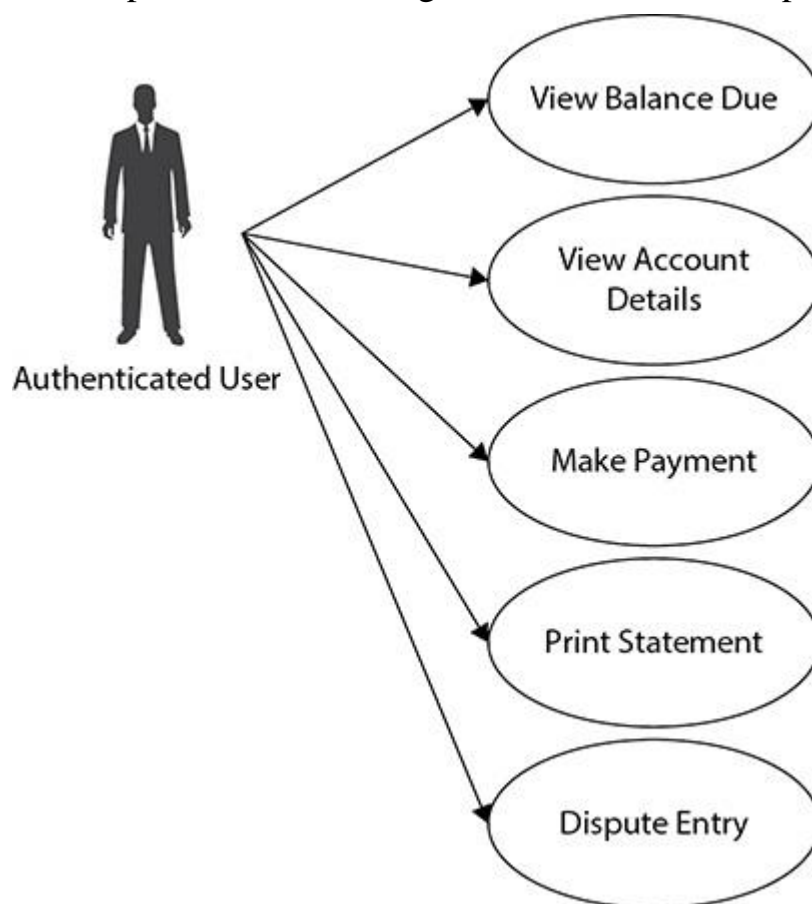 Authenticated User
View Balance Due
View Account
Details
Make Payment
Print Statement
Dispute Entry